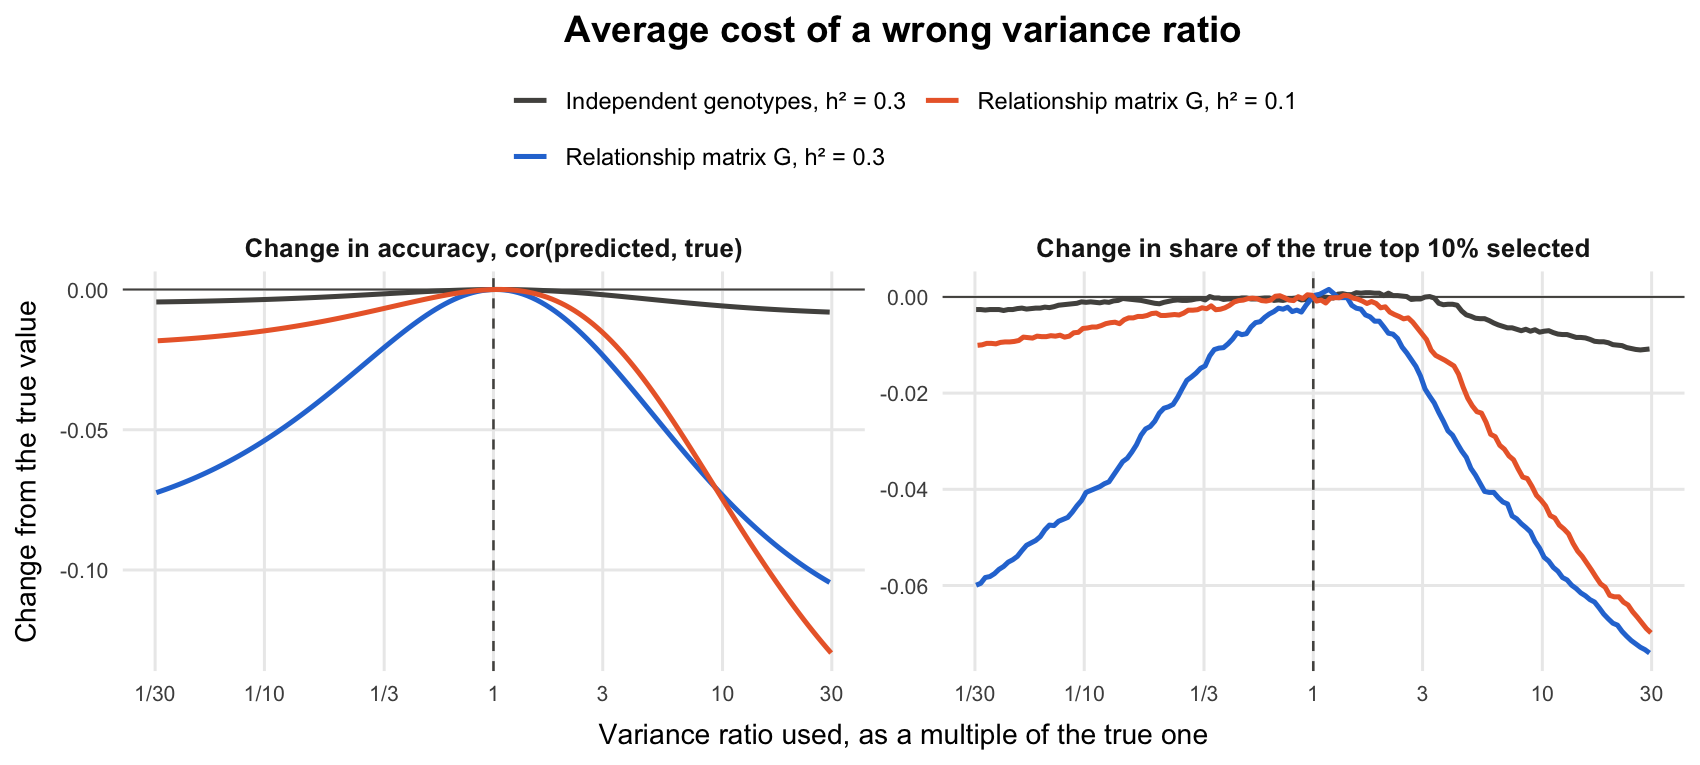 Average cost of a wrong variance ratio
Independent genotypes, h² = 0.3
Relationship matrix G, h² = 0.1
Relationship matrix G, h² = 0.3
Change in accuracy, cor(predicted, true)
Change in share of the true top 10% selected
Change from the true value
0.00
-0.05
-0.10
0.00
-0.02
-0.04
-0.06
1/30 1/10 1/3 1 3 10 30
1/30 1/10 1/3 1 3 10 30
Variance ratio used, as a multiple of the true one